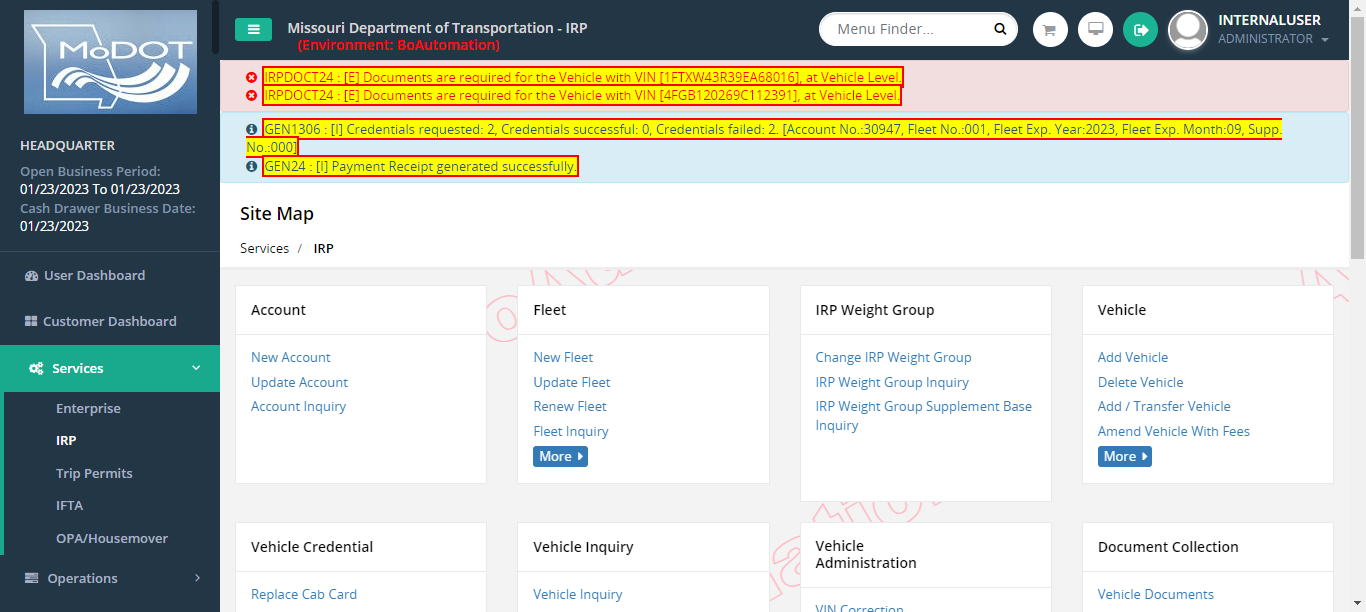 MoDOT
Missouri Department of Transportation - IRP
(Environment: BoAutomation)
Menu Finder...
INTERNALUSER
ADMINISTRATOR
IRPDOCT24 : [E] Documents are required for the Vehicle with VIN [1FTXW43R39EA68016], at Vehicle Level.
IRPDOCT24 : [E] Documents are required for the Vehicle with VIN [4FGB120269C112391], at Vehicle Level.
GEN1306 : [I] Credentials requested: 2, Credentials successful: 0, Credentials failed: 2. [Account No.:30947, Fleet No.:001, Fleet Exp. Year:2023, Fleet Exp. Month:09, Supp.
No.:000]
GEN24 : [I] Payment Receipt generated successfully.
HEADQUARTER
Open Business Period:
01/23/2023 To 01/23/2023
Cash Drawer Business Date:
01/23/2023
User Dashboard
Customer Dashboard
Services
Enterprise
IRP
Trip Permits
IFTA
OPA/Housemover
Operations
Site Map
Services / IRP
Account
New Account
Update Account
Account Inquiry
Fleet
New Fleet
Update Fleet
Renew Fleet
Fleet Inquiry
More
IRP Weight Group
Change IRP Weight Group
IRP Weight Group Inquiry
IRP Weight Group Supplement Base
Inquiry
Vehicle
Add Vehicle
Delete Vehicle
Add / Transfer Vehicle
Amend Vehicle With Fees
More
Vehicle Credential
Replace Cab Card
Vehicle Inquiry
Vehicle Inquiry
Vehicle
Administration
VIN Correction
Document Collection
Vehicle Documents